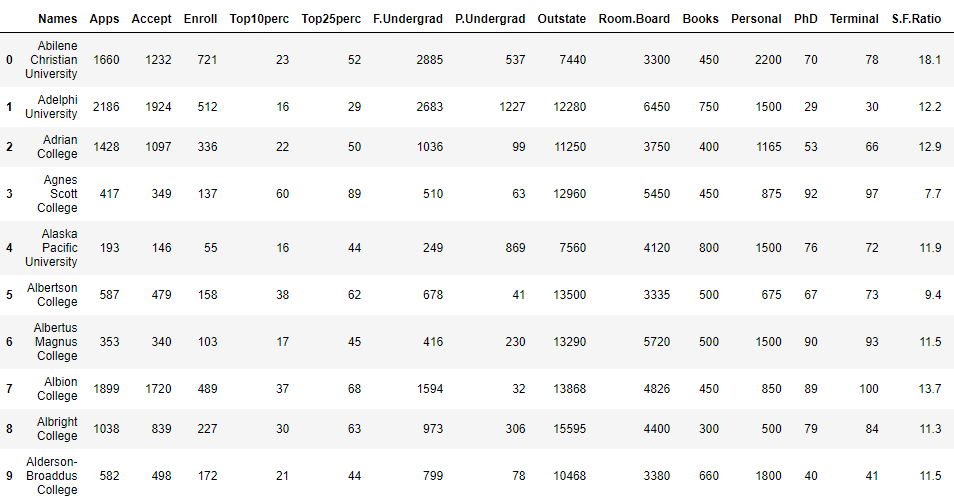 Names Apps Accept Enroll Top10perc Top25perc F.Undergrad P.Undergrad Outstate Room.Board Books Personal PhD Terminal S.F.Ratio
Abilene
0 Christian 1660 1232 721 23 52 2885 537 7440 3300 450 2200 70 78 18.1
University
1 Adelphi 2186 1924 512 16 29 2683 1227 12280 6450 750 1500 29 30 12.2
University
2 Adrian 1428 1097 336 22 50 1036 99 11250 3750 400 1165 53 66 12.9
College
Agnes
3 Scott 417 349 137 60 89 510 63 12960 5450 450 875 92 97 7.7
College
Alaska
4 Pacific 193 146 55 16 44 249 869 7560 4120 800 1500 76 72 11.9
University
5 Albertson 587 479 158 38 62 678 41 13500 3335 500 675 67 73 9.4
College
Albertus
6 Magnus 353 340 103 17 45 416 230 13290 5720 500 1500 90 93 11.5
College
7 Albion 1899 1720 489 37 68 1594 32 13868 4826 450 850 89 100 13.7
College
8 Albright 1038 839 227 30 63 973 306 15595 4400 300 500 79 84 11.3
College
Alderson-
9 Broaddus 582 498 172 21 44 799 78 10468 3380 660 1800 40 41 11.5
College